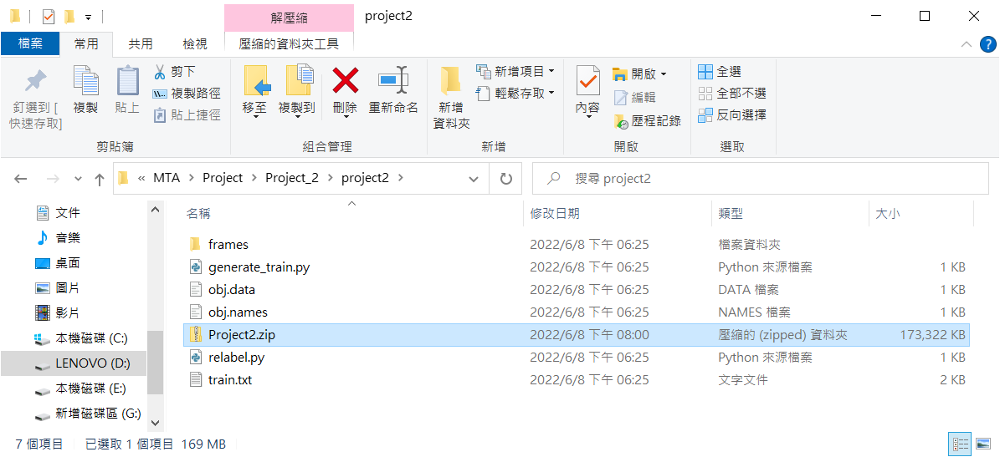 解壓縮
project2
檔案
常用
共用
檢視
壓縮的資料夾工具
釘選到 [
快速存取]
複製
貼上
剪下
複製路徑
貼上捷徑
剪貼簿
移至
複製到
刪除
重新命名
組合管理
新增
資料夾
新增項目
輕鬆存取
新增
內容
開啟
編輯
歷程記錄
開啟
全選
全部不選
反向選擇
選取
« MTA > Project > Project_2 > project2 >
搜尋 project2
文件
音樂
桌面
圖片
影片
本機磁碟 (C:)
LENOVO (D:)
本機磁碟 (E:)
新增磁碟區 (G:)
名稱 修改日期 類型 大小
frames 2022/6/8 下午 06:25 檔案資料夾
generate_train.py 2022/6/8 下午 06:25 Python 來源檔案 1 KB
obj.data 2022/6/8 下午 06:25 DATA 檔案 1 KB
obj.names 2022/6/8 下午 06:25 NAMES 檔案 1 KB
Project2.zip 2022/6/8 下午 08:00 壓縮的 (zipped) 資料夾 173,322 KB
relabel.py 2022/6/8 下午 06:25 Python 來源檔案 1 KB
train.txt 2022/6/8 下午 06:25 文字文件 2 KB
7 個項目 已選取 1 個項目 169 MB